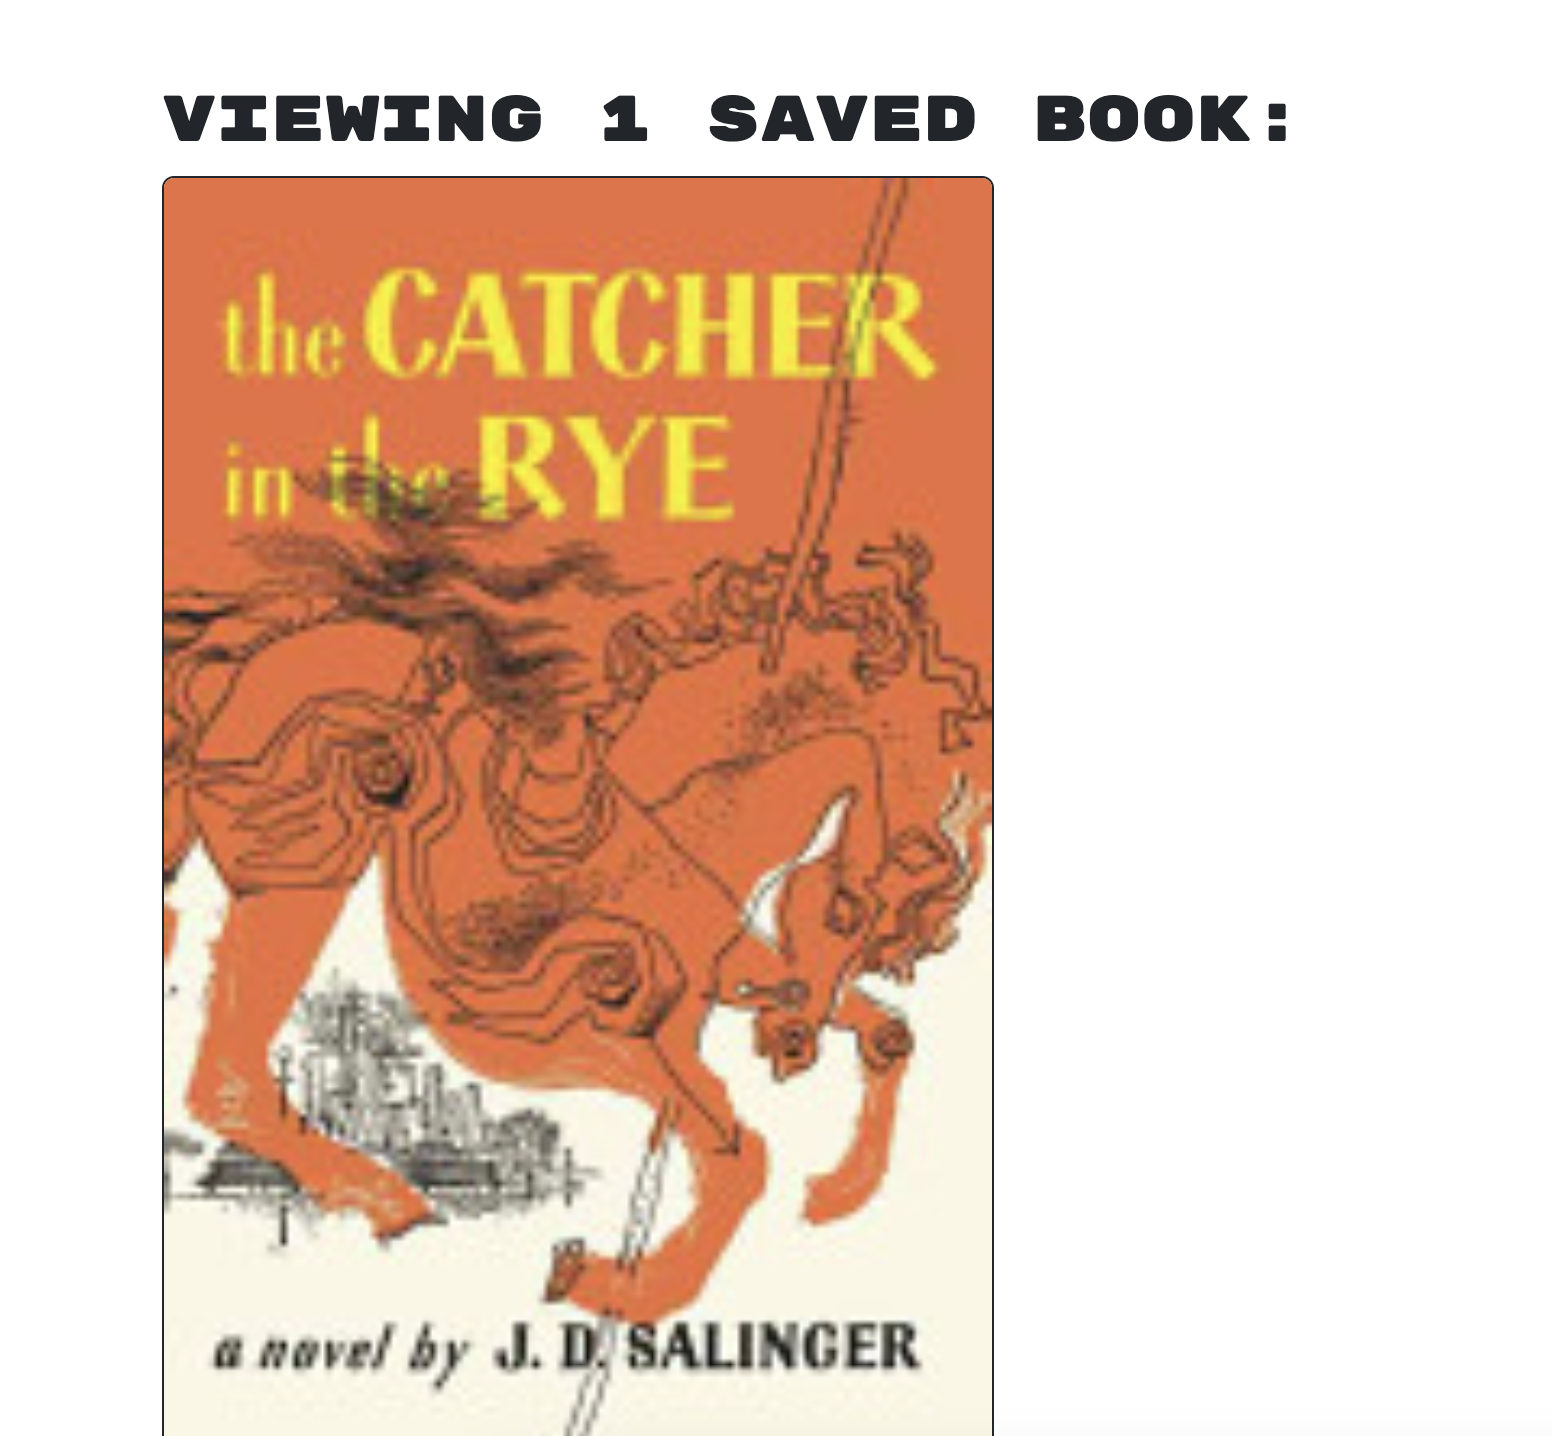 VIEWING 1 SAVED BOOK:
the CATCHER
in the RYE
a novel by J. D. SALINGER